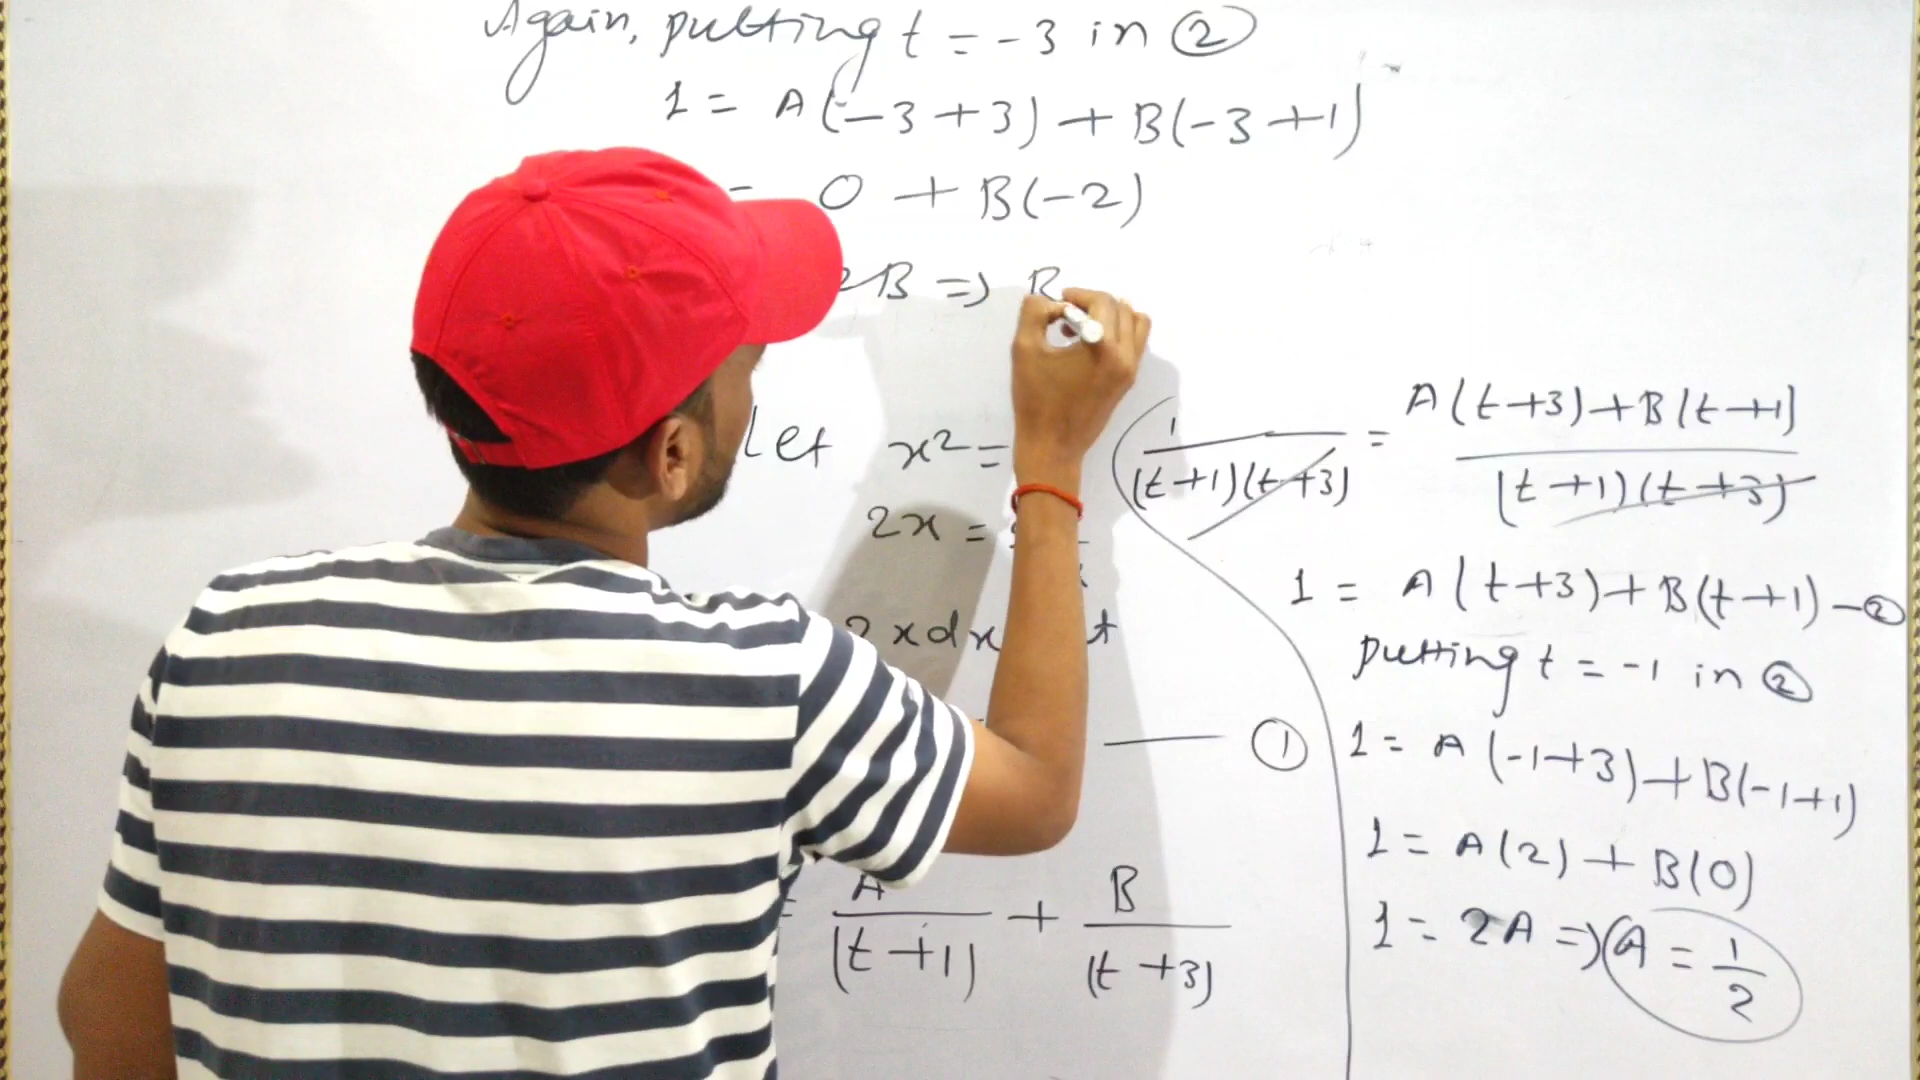 Again, putting t = -3 in ②
1 = A(-3+3) + B(-3+1)
= 0 + B(-2)
2B => B
Let x² =
2x =
2xdx t
①
= A/(t+1) + B/(t+3)
1/((t+1)(t+3)) = (A(t+3)+B(t+1))/((t+1)(t+3))
1 = A(t+3)+B(t+1) -②
putting t = -1 in ②
1 = A(-1+3)+B(-1+1)
1 = A(2)+B(0)
1 = 2A => A = 1/2